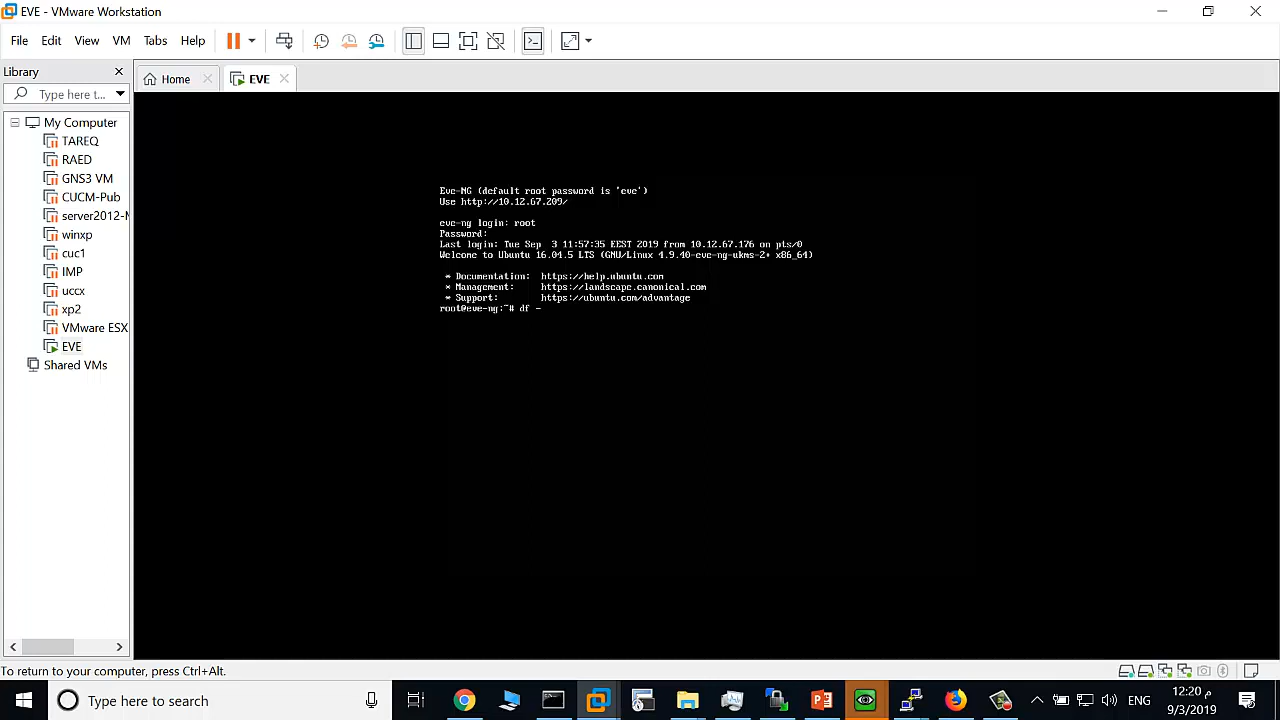 EVE - VMware Workstation
File Edit View VM Tabs Help
Library
Type here t...
Home
EVE
My Computer
TAREQ
RAED
GNS3 VM
CUCM-Pub
server2012-
winxp
cuc1
IMP
uccx
xp2
VMware ESX
EVE
Shared VMs
Eve-NG (default root password is 'eve')
Use http://10.12.67.209/
eve-ng login: root
Password:
Last login: Tue Sep  3 11:57:35 EEST 2019 from 10.12.67.176 on pts/0
Welcome to Ubuntu 16.04.5 LTS (GNU/Linux 4.9.40-eve-ng-ukms-2+ x86_64)
* Documentation: https://help.ubuntu.com
* Management: https://landscape.canonical.com
* Support: https://ubuntu.com/advantage
root@eve-ng:~# df -
To return to your computer, press Ctrl+Alt.
Type here to search
ENG
12:20 م
9/3/2019